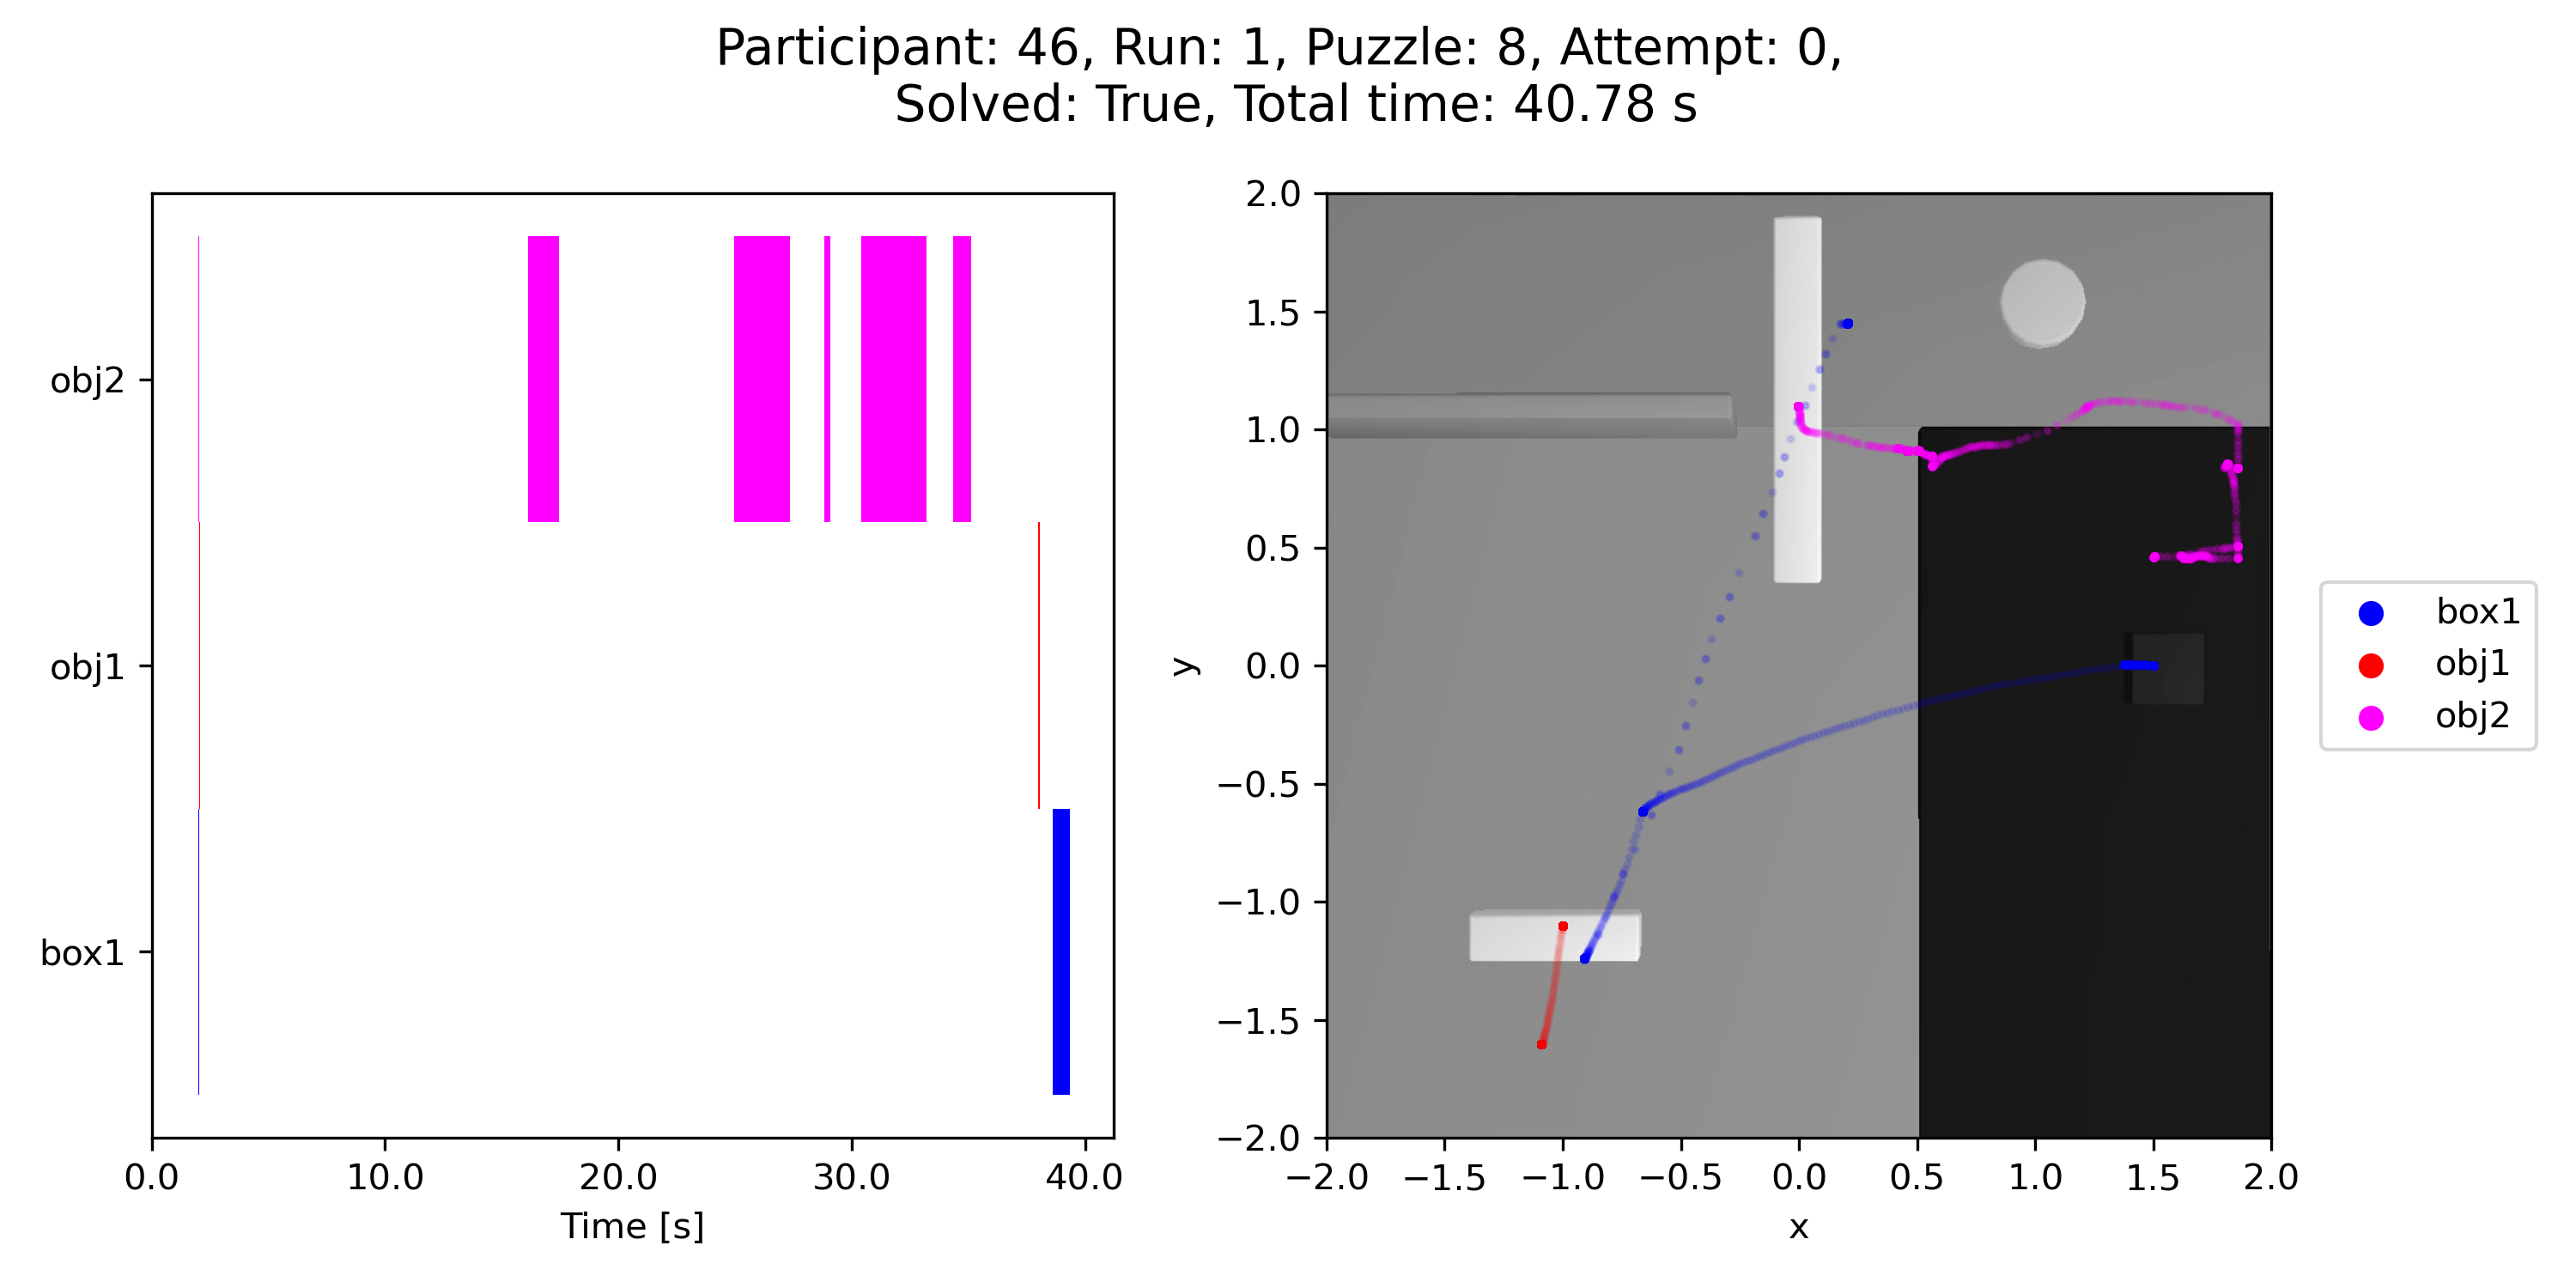 Participant: 46, Run: 1, Puzzle: 8, Attempt: 0,
Solved: True, Total time: 40.78 s
obj2
obj1
box1
0.0 10.0 20.0 30.0 40.0
Time [s]
2.0
1.5
1.0
0.5
0.0
−0.5
−1.0
−1.5
−2.0
y
−2.0 −1.5 −1.0 −0.5 0.0 0.5 1.0 1.5 2.0
x
box1
obj1
obj2